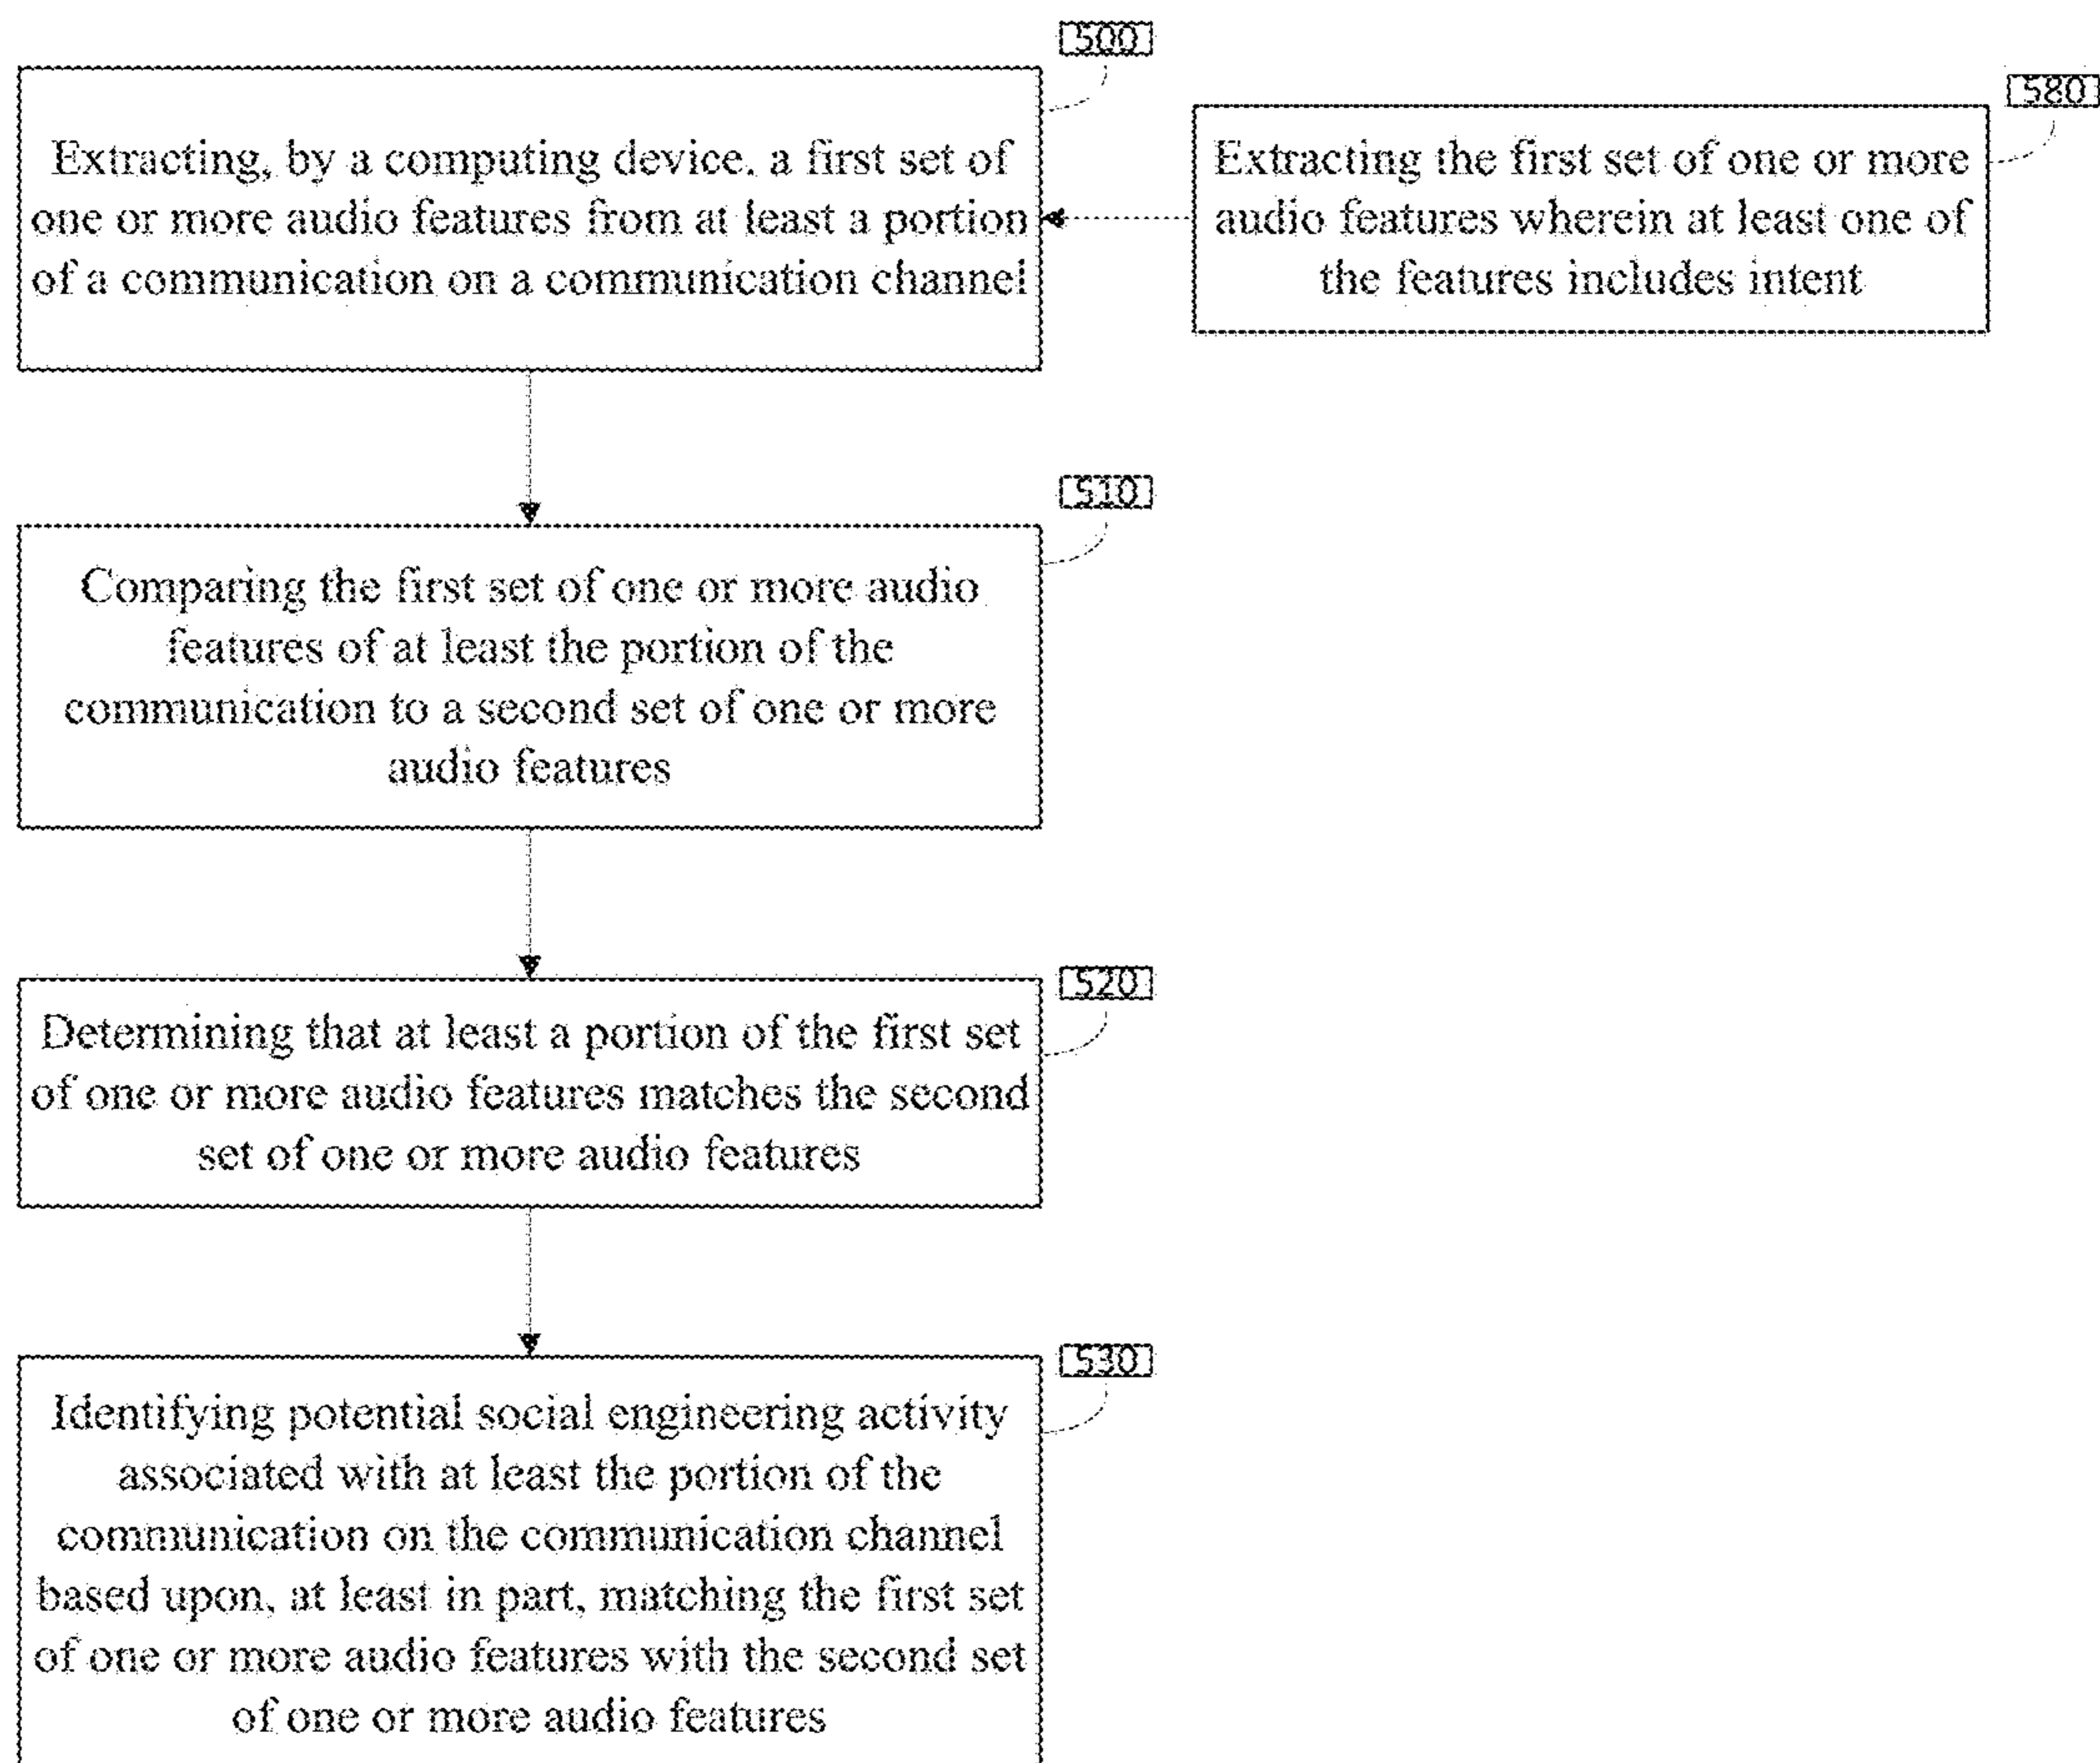 500
Extracting, by a computing device, a first set of
one or more audio features from at least a portion
of a communication on a communication channel
580
Extracting the first set of one or more
audio features wherein at least one of
the features includes intent
510
Comparing the first set of one or more audio
features of at least the portion of the
communication to a second set of one or more
audio features
520
Determining that at least a portion of the first set
of one or more audio features matches the second
set of one or more audio features
530
Identifying potential social engineering activity
associated with at least the portion of the
communication on the communication channel
based upon, at least in part, matching the first set
of one or more audio features with the second set
of one or more audio features